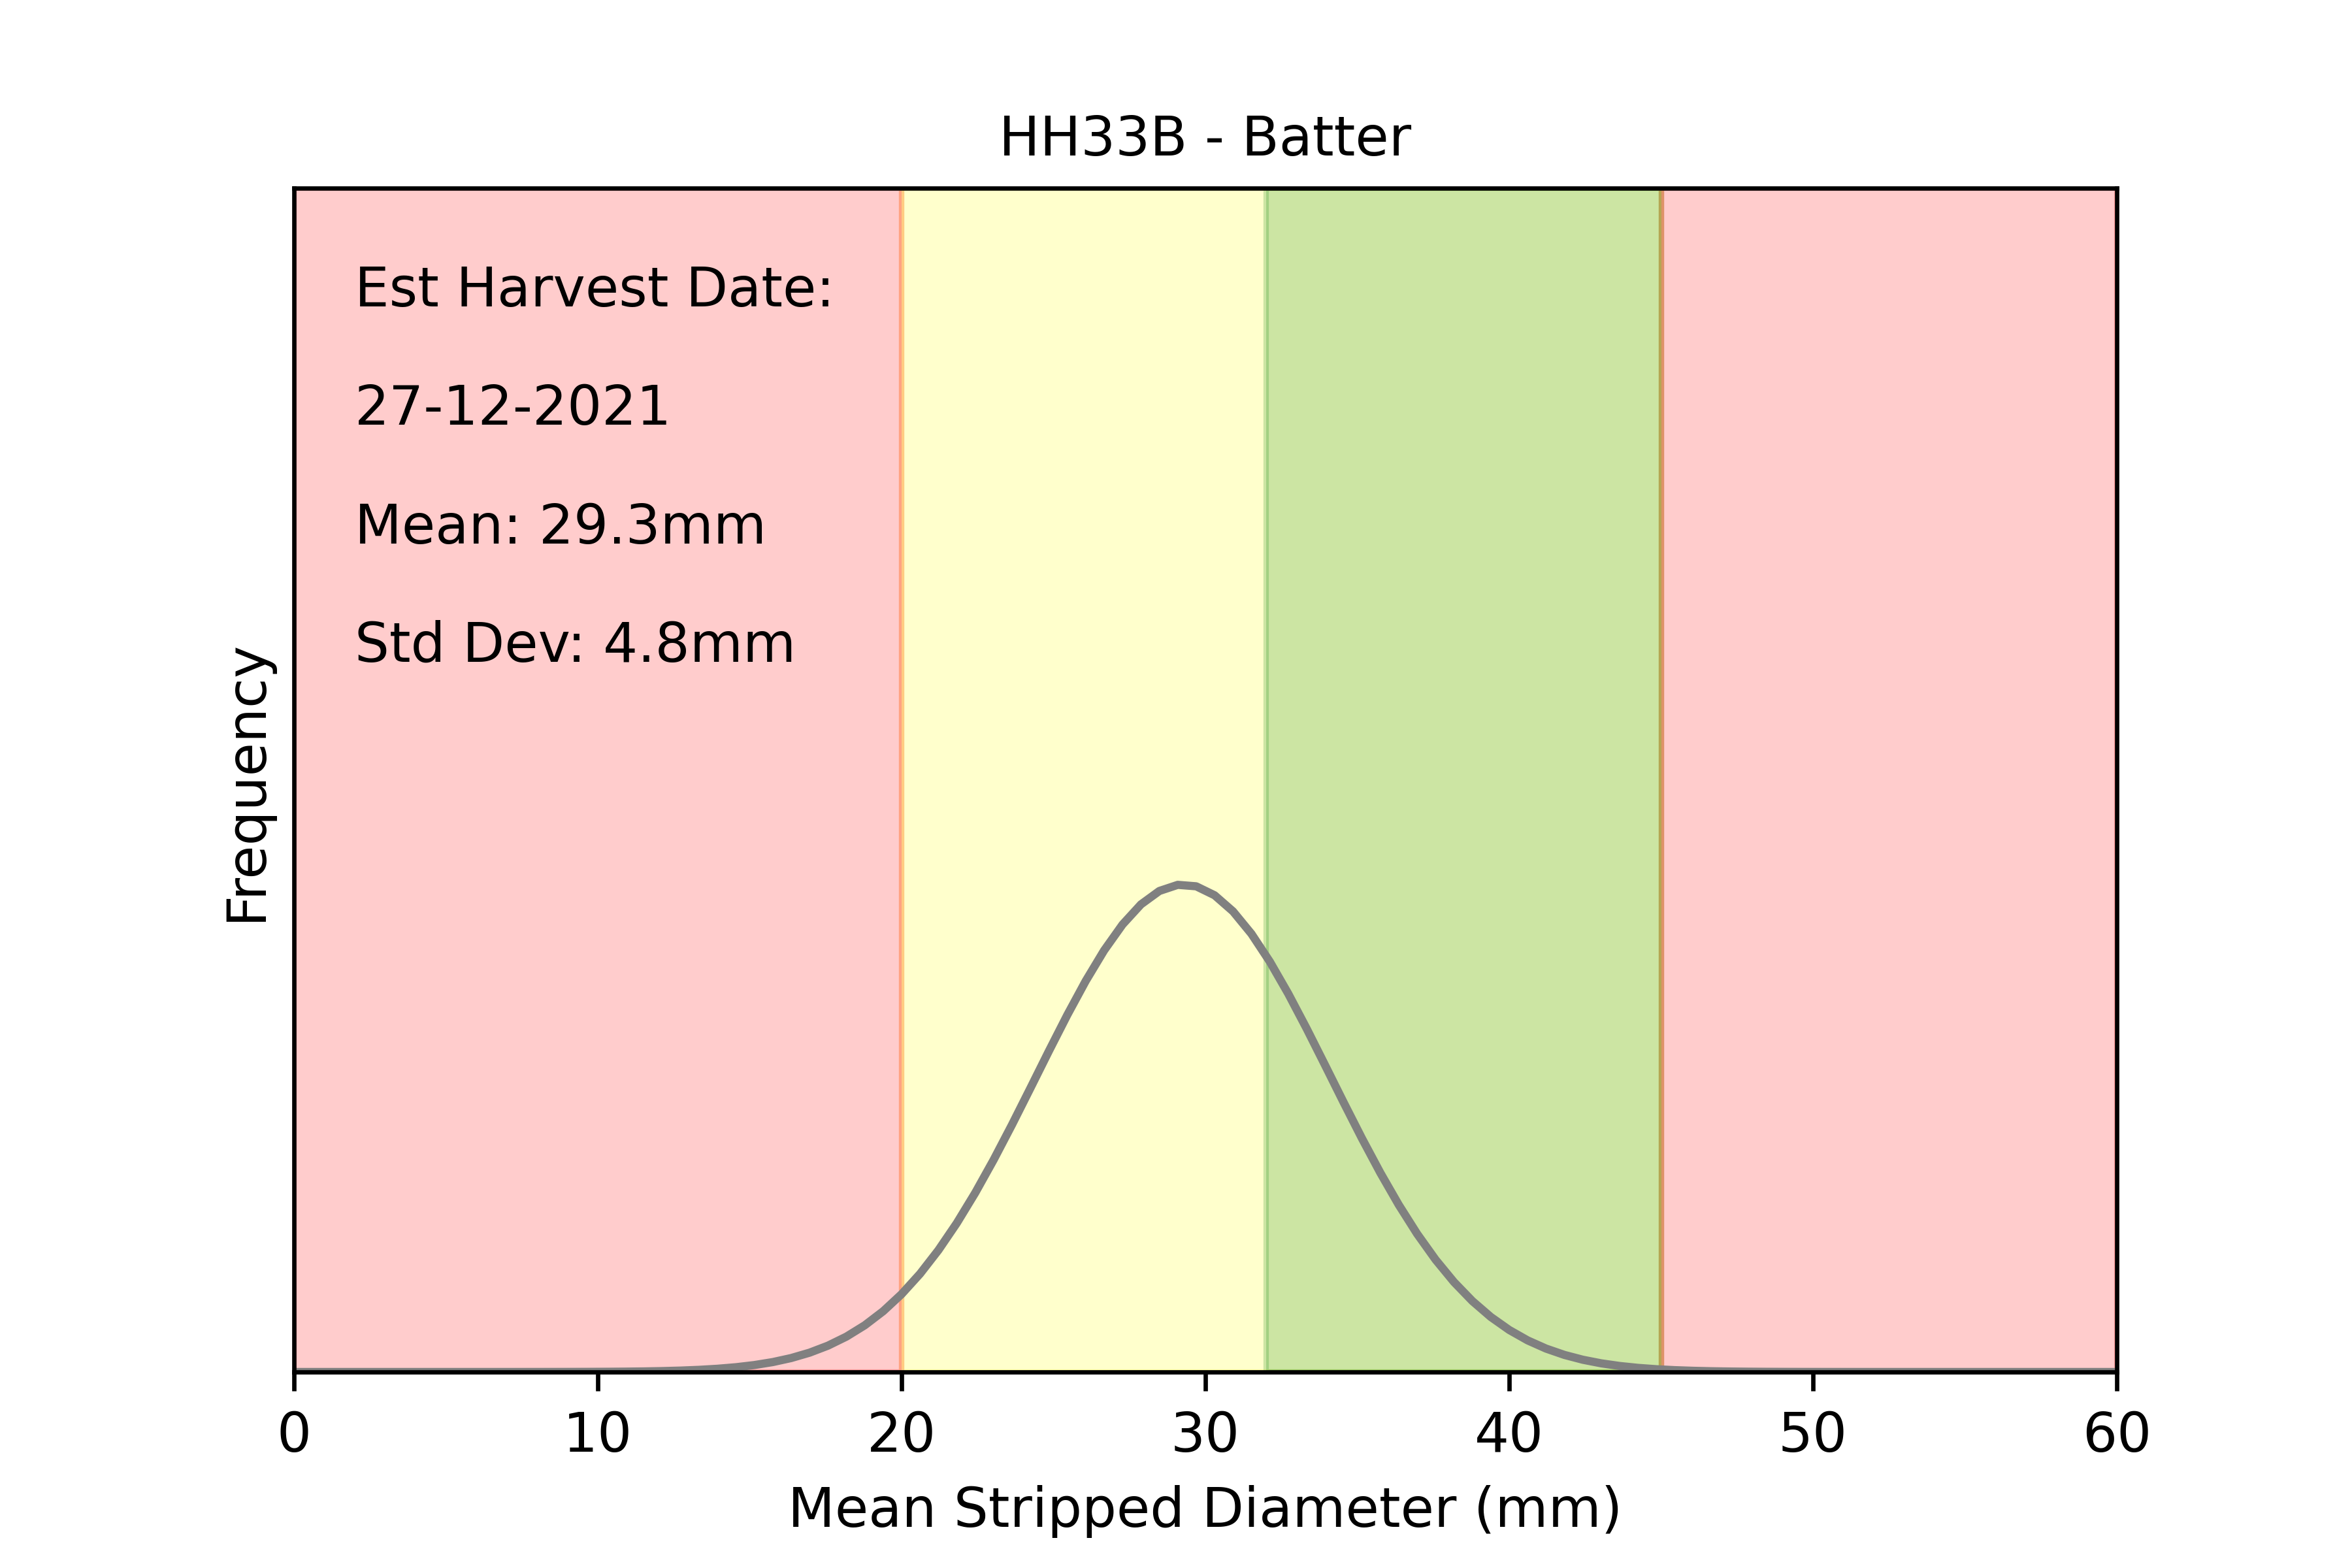 HH33B - Batter
Est Harvest Date:
27-12-2021
Mean: 29.3mm
Std Dev: 4.8mm
Frequency
0 10 20 30 40 50 60
Mean Stripped Diameter (mm)